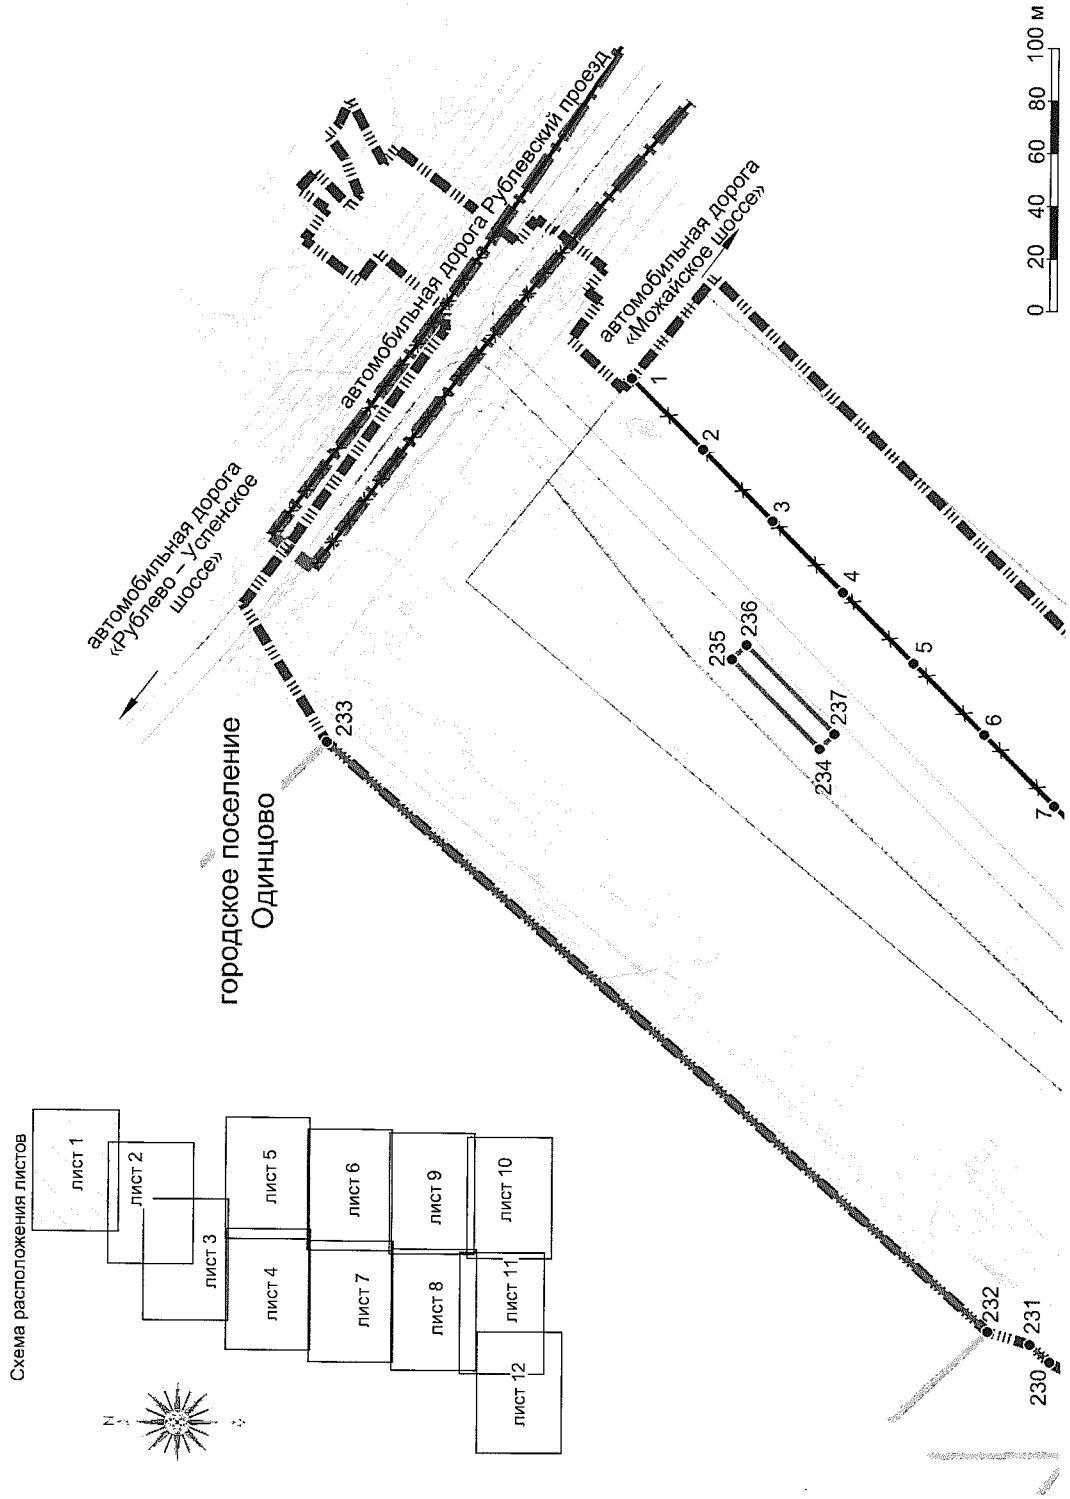 Схема расположения листов
N
лист 1
лист 2
лист 3
лист 4
лист 5
лист 6
лист 7
лист 8
лист 9
лист 10
лист 11
лист 12
автомобильная дорога
«Рублево – Успенское
шоссе»
городское поселение
Одинцово
автомобильная дорога Рублевский проезд
автомобильная дорога
«Можайское шоссе»
233
235
236
234
237
1
2
3
4
5
6
7
232
231
230
0 20 40 60 80 100 м